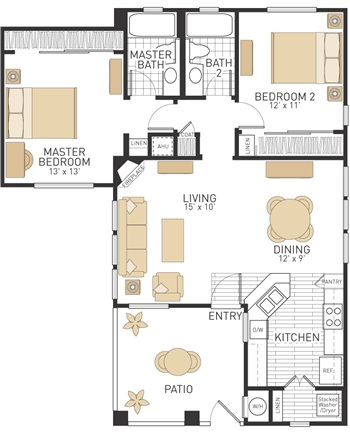 MASTER
BATH
BATH
2
BEDROOM 2
12' x 11'
MASTER
BEDROOM
13' x 13'
LINEN
AHU
COAT
LINEN
FIREPLACE
LIVING
15' x 10'
DINING
12' x 9'
PANTRY
ENTRY
D/W
KITCHEN
REF.
PATIO
W/H
LINEN
Stacked
Washer
/Dryer